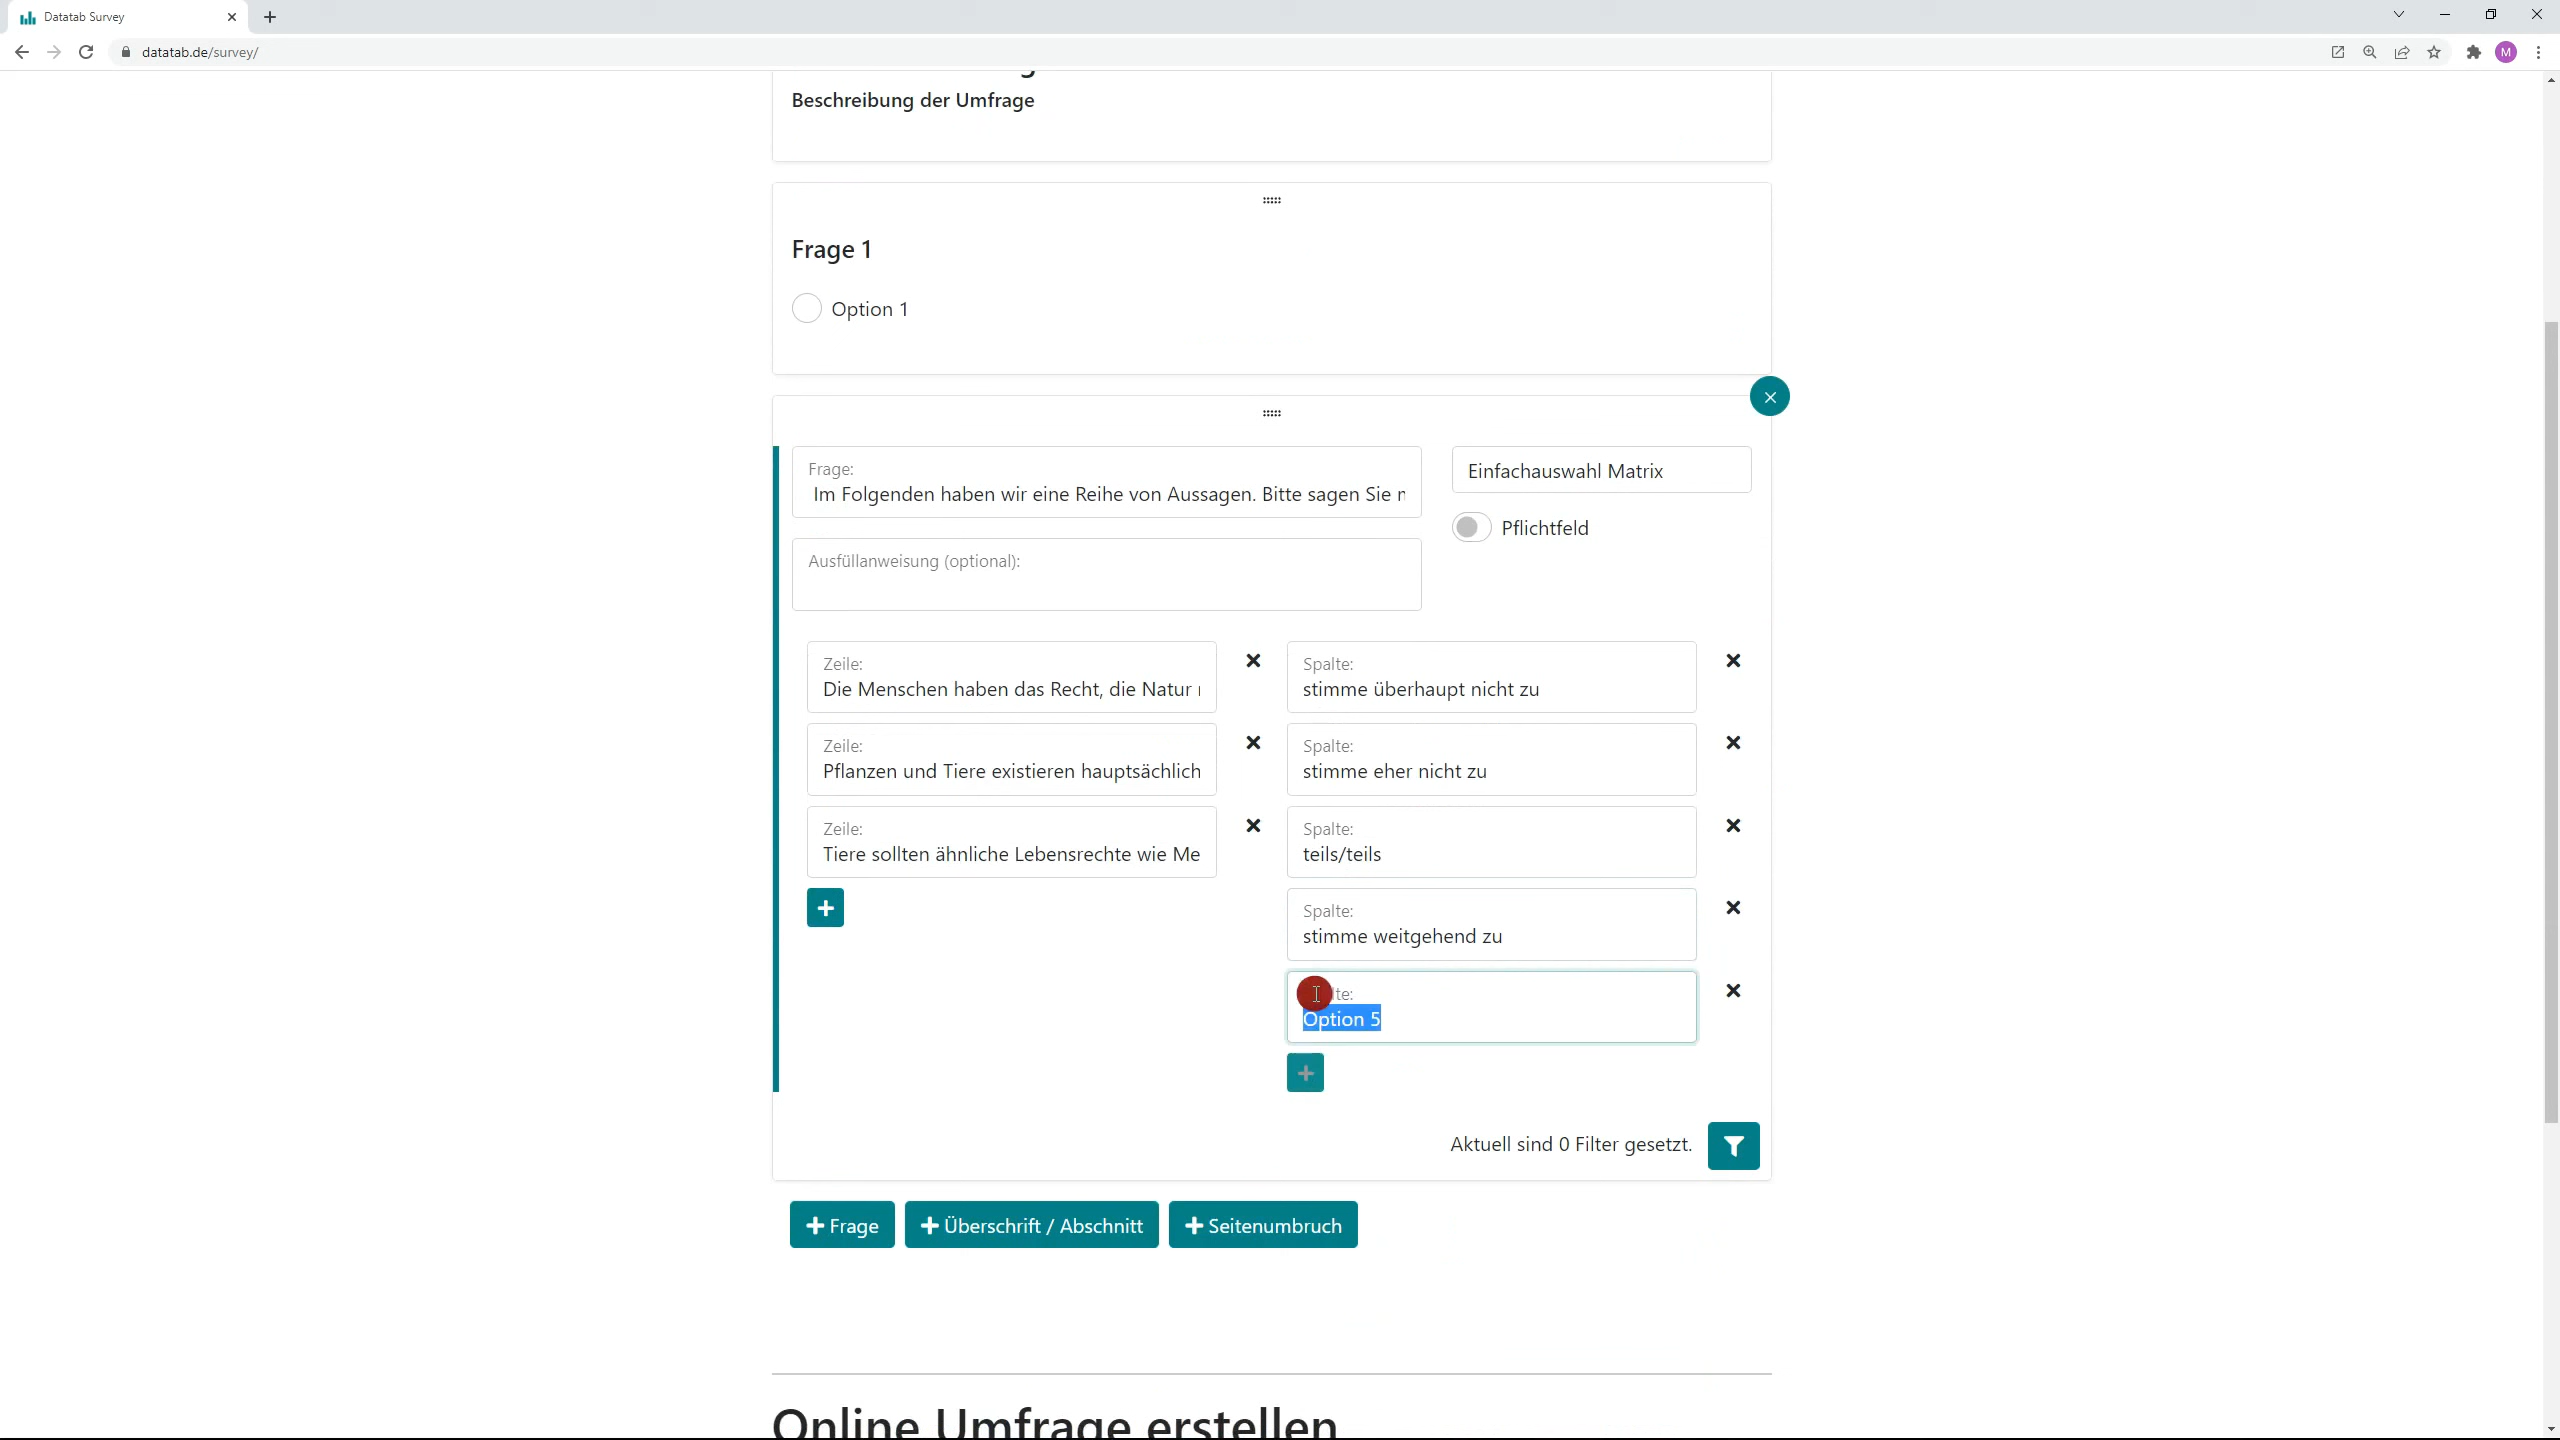 Datatab Survey
datatab.de/survey/
M
Beschreibung der Umfrage
Frage 1
Option 1
Frage:
Im Folgenden haben wir eine Reihe von Aussagen. Bitte sagen Sie
Einfachauswahl Matrix
Pflichtfeld
Ausfüllanweisung (optional):
Zeile:
Die Menschen haben das Recht, die Natur
Spalte:
stimme überhaupt nicht zu
Zeile:
Pflanzen und Tiere existieren hauptsächlich
Spalte:
stimme eher nicht zu
Zeile:
Tiere sollten ähnliche Lebensrechte wie Me
Spalte:
teils/teils
Spalte:
stimme weitgehend zu
lte:
Option 5
Aktuell sind 0 Filter gesetzt.
+ Frage
+ Überschrift / Abschnitt
+ Seitenumbruch
Online Umfrage erstellen